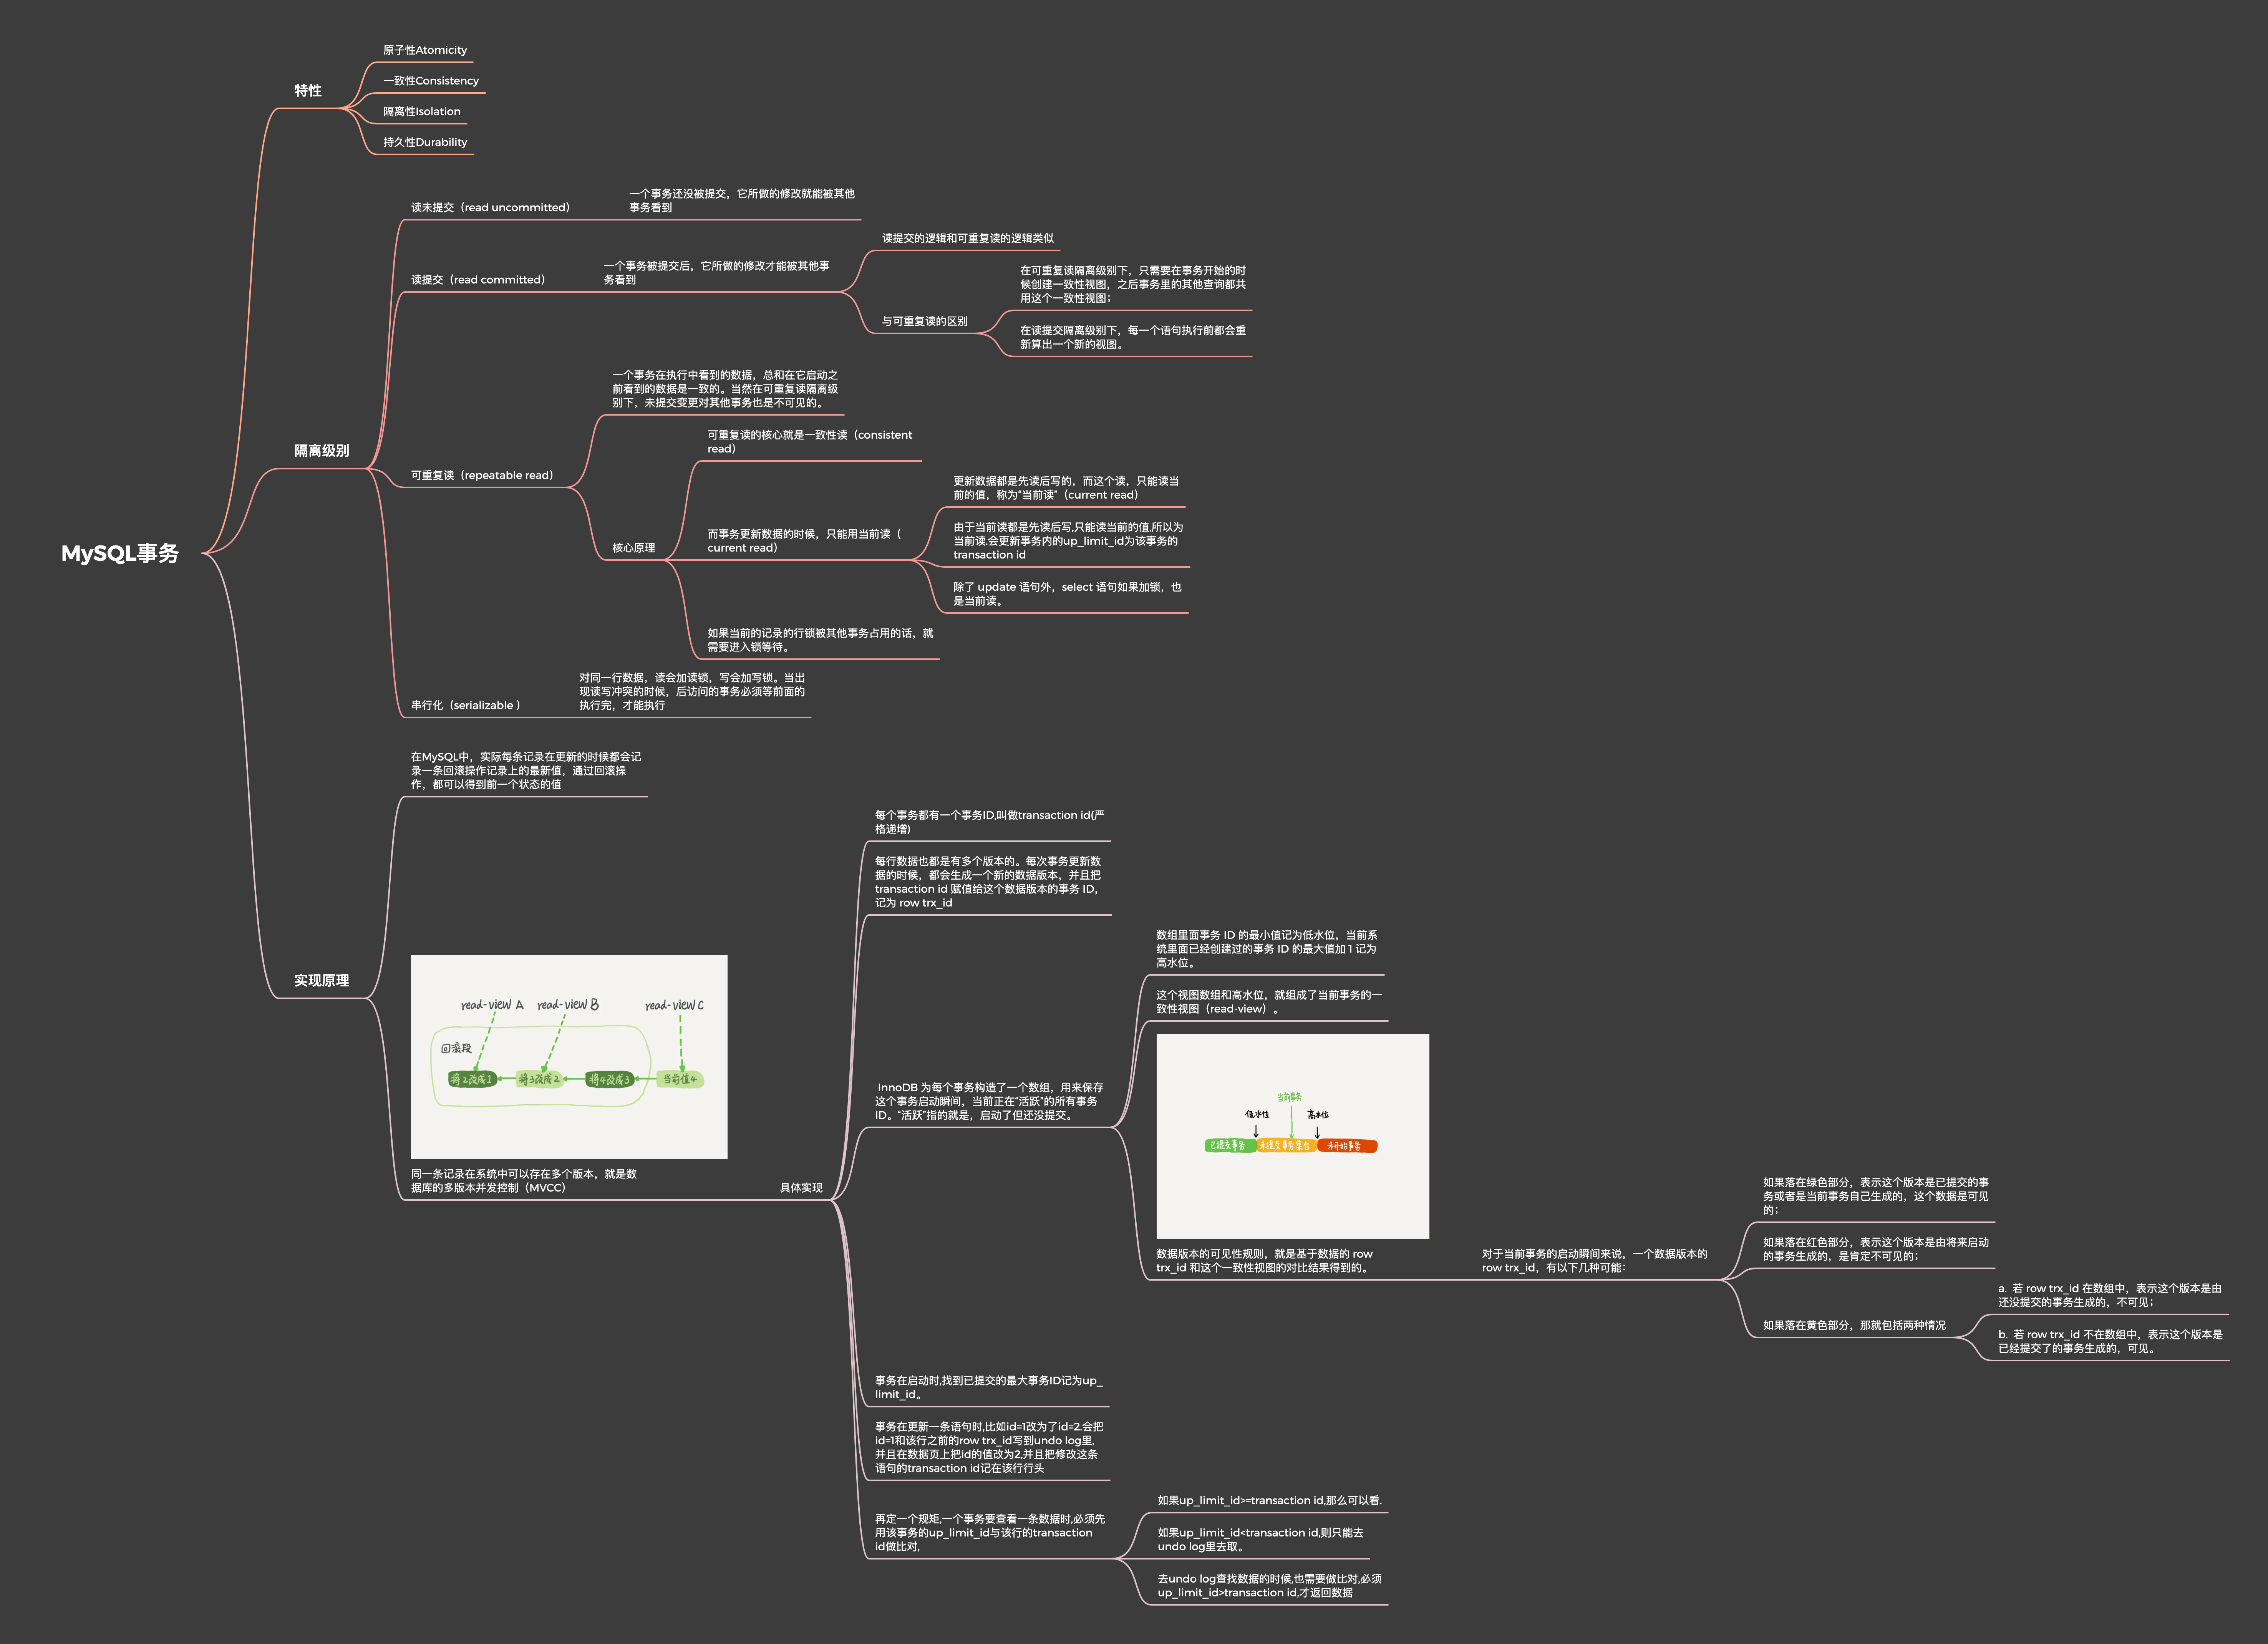 MySQL事务
特性
原子性Atomicity
一致性Consistency
隔离性Isolation
持久性Durability
隔离级别
读未提交（read uncommitted）
一个事务还没被提交，它所做的修改就能被其他
事务看到
读提交（read committed）
一个事务被提交后，它所做的修改才能被其他事
务看到
读提交的逻辑和可重复读的逻辑类似
与可重复读的区别
在可重复读隔离级别下，只需要在事务开始的时
候创建一致性视图，之后事务里的其他查询都共
用这个一致性视图；
在读提交隔离级别下，每一个语句执行前都会重
新算出一个新的视图。
可重复读（repeatable read）
一个事务在执行中看到的数据，总和在它启动之
前看到的数据是一致的。当然在可重复读隔离级
别下，未提交变更对其他事务也是不可见的。
核心原理
可重复读的核心就是一致性读（consistent
read）
而事务更新数据的时候，只能用当前读（
current read）
更新数据都是先读后写的，而这个读，只能读当
前的值，称为“当前读”（current read）
由于当前读都是先读后写,只能读当前的值,所以为
当前读.会更新事务内的up_limit_id为该事务的
transaction id
除了 update 语句外，select 语句如果加锁，也
是当前读。
如果当前的记录的行锁被其他事务占用的话，就
需要进入锁等待。
串行化（serializable ）
对同一行数据，读会加读锁，写会加写锁。当出
现读写冲突的时候，后访问的事务必须等前面的
执行完，才能执行
实现原理
在MySQL中，实际每条记录在更新的时候都会记
录一条回滚操作记录上的最新值，通过回滚操
作，都可以得到前一个状态的值
read-view A
read-view B
read-view C
回滚段
将2改成1
将3改成2
将4改成3
当前值4
同一条记录在系统中可以存在多个版本，就是数
据库的多版本并发控制（MVCC）
具体实现
每个事务都有一个事务ID,叫做transaction id(严
格递增)
每行数据也都是有多个版本的。每次事务更新数
据的时候，都会生成一个新的数据版本，并且把
transaction id 赋值给这个数据版本的事务 ID，
记为 row trx_id
InnoDB 为每个事务构造了一个数组，用来保存
这个事务启动瞬间，当前正在“活跃”的所有事务
ID。“活跃”指的就是，启动了但还没提交。
数组里面事务 ID 的最小值记为低水位，当前系
统里面已经创建过的事务 ID 的最大值加 1 记为
高水位。
这个视图数组和高水位，就组成了当前事务的一
致性视图（read-view）。
当前事务
低水位
高水位
已提交事务
未提交事务集合
未开始事务
数据版本的可见性规则，就是基于数据的 row
trx_id 和这个一致性视图的对比结果得到的。
对于当前事务的启动瞬间来说，一个数据版本的
row trx_id，有以下几种可能：
如果落在绿色部分，表示这个版本是已提交的事
务或者是当前事务自己生成的，这个数据是可见
的；
如果落在红色部分，表示这个版本是由将来启动
的事务生成的，是肯定不可见的；
如果落在黄色部分，那就包括两种情况
a. 若 row trx_id 在数组中，表示这个版本是由
还没提交的事务生成的，不可见；
b. 若 row trx_id 不在数组中，表示这个版本是
已经提交了的事务生成的，可见。
事务在启动时,找到已提交的最大事务ID记为up_
limit_id。
事务在更新一条语句时,比如id=1改为了id=2.会把
id=1和该行之前的row trx_id写到undo log里,
并且在数据页上把id的值改为2,并且把修改这条
语句的transaction id记在该行行头
再定一个规矩,一个事务要查看一条数据时,必须先
用该事务的up_limit_id与该行的transaction
id做比对,
如果up_limit_id>=transaction id,那么可以看.
如果up_limit_id<transaction id,则只能去
undo log里去取。
去undo log查找数据的时候,也需要做比对,必须
up_limit_id>transaction id,才返回数据